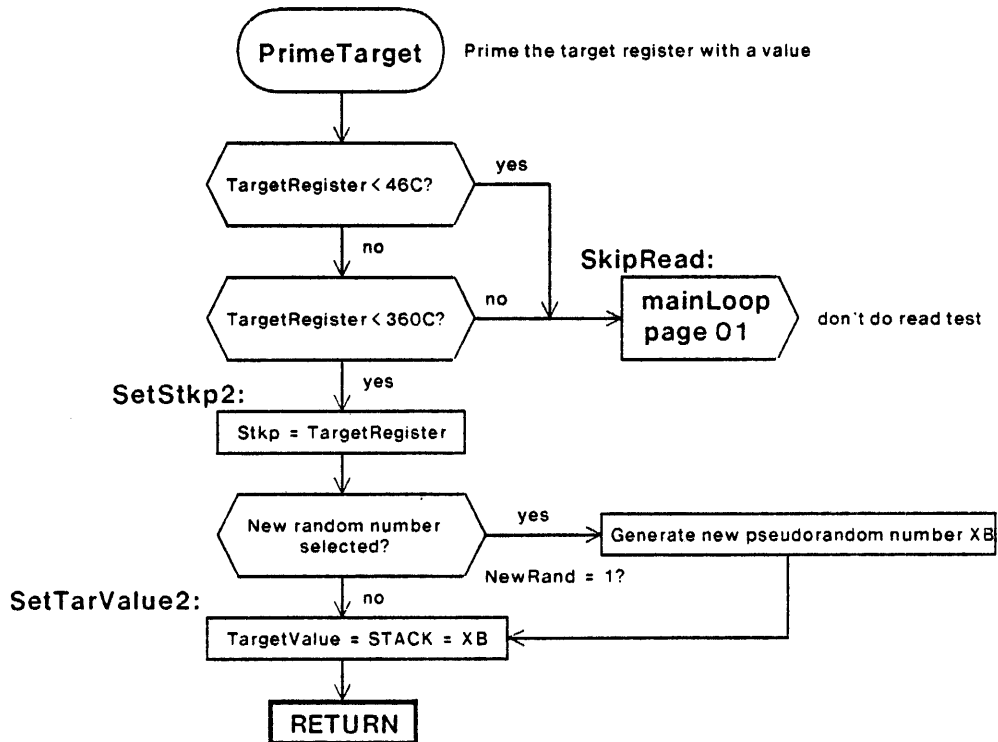 PrimeTarget
Prime the target register with a value
TargetRegister < 46C?
yes
no
SkipRead:
TargetRegister < 360C?
no
mainLoop
page 01
don't do read test
yes
SetStkp2:
Stkp = TargetRegister
New random number
selected?
yes
Generate new pseudorandom number XB
NewRand = 1?
no
SetTarValue2:
TargetValue = STACK = XB
RETURN